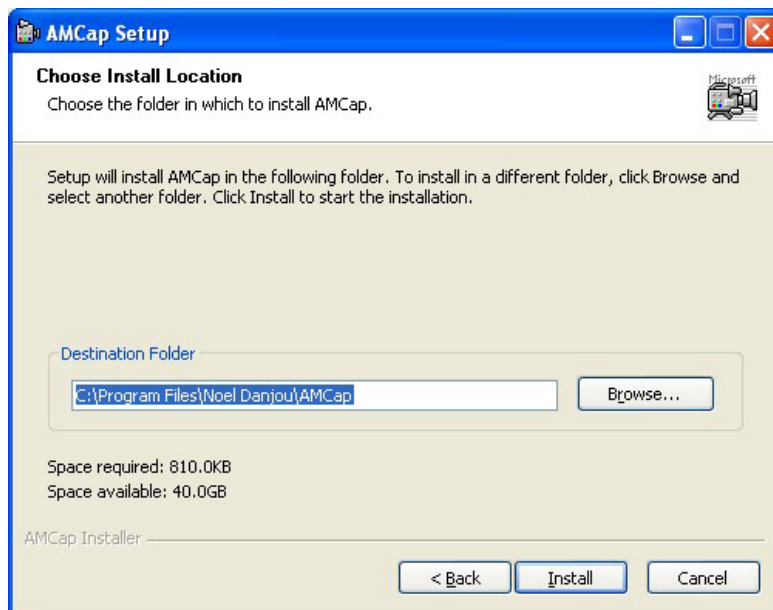 AMCap Setup
Choose Install Location
Choose the folder in which to install AMCap.
Microsoft
Setup will install AMCap in the following folder. To install in a different folder, click Browse and
select another folder. Click Install to start the installation.
Destination Folder
C:\Program Files\Noel Danjou\AMCap
Browse...
Space required: 810.0KB
Space available: 40.0GB
AMCap Installer
< Back
Install
Cancel